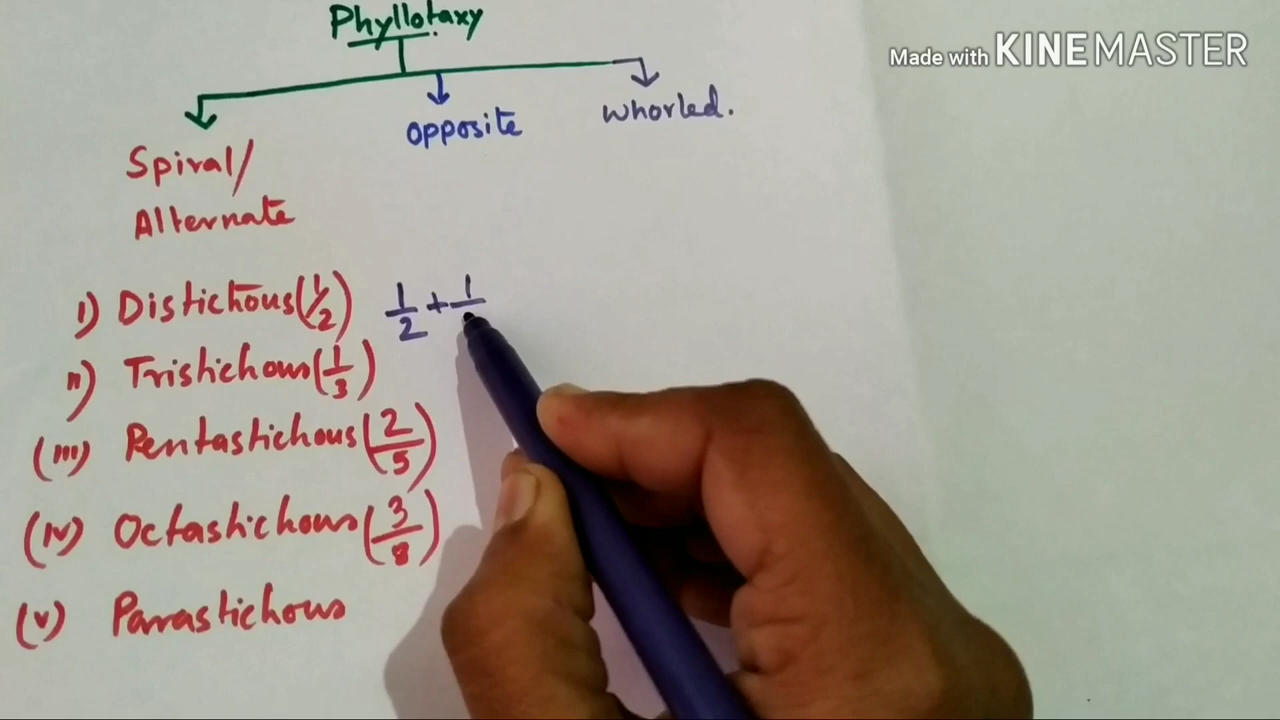 Phyllotaxy
Made with KINEMASTER
Spiral/
Alternate
opposite
whorled.
i) Distichous(1/2) 1/2 + 1/
ii) Tristichous(1/3)
(iii) Pentastichous(2/5)
(iv) Octastichous(3/8)
(v) Parastichous